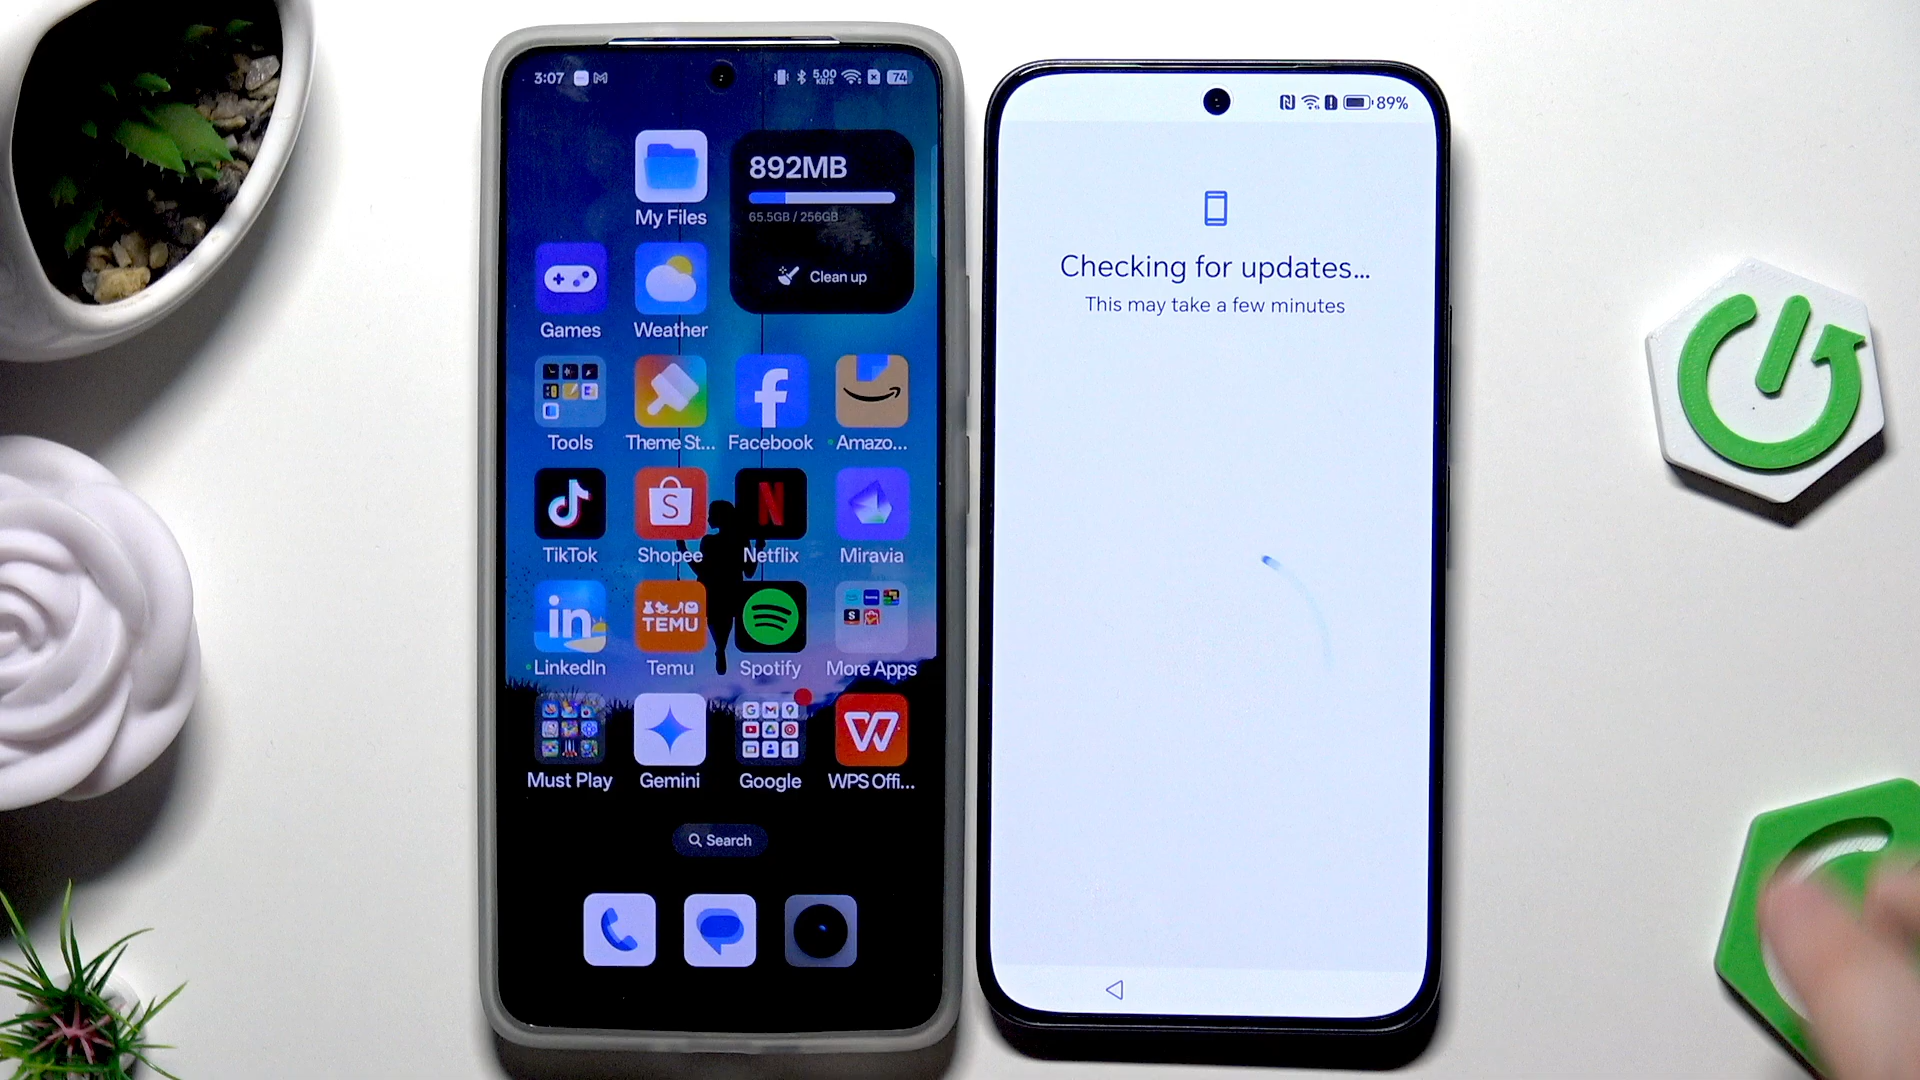 3:07
5.00
KB/S
74
My Files
892MB
65.5GB / 256GB
Clean up
Games
Weather
Tools
Theme St...
Facebook
Amazo...
TikTok
Shopee
Netflix
Miravia
in
TEMU
LinkedIn
Temu
Spotify
More Apps
Must Play
Gemini
Google
WPS Offi...
Search
89%
Checking for updates...
This may take a few minutes